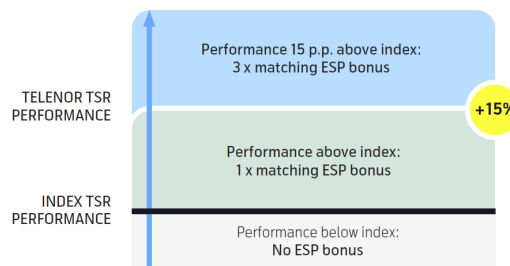 Performance 15 p.p. above index:
3 x matching ESP bonus
TELENOR TSR
PERFORMANCE
+15%
Performance above index:
1 x matching ESP bonus
INDEX TSR
PERFORMANCE
Performance below index:
No ESP bonus